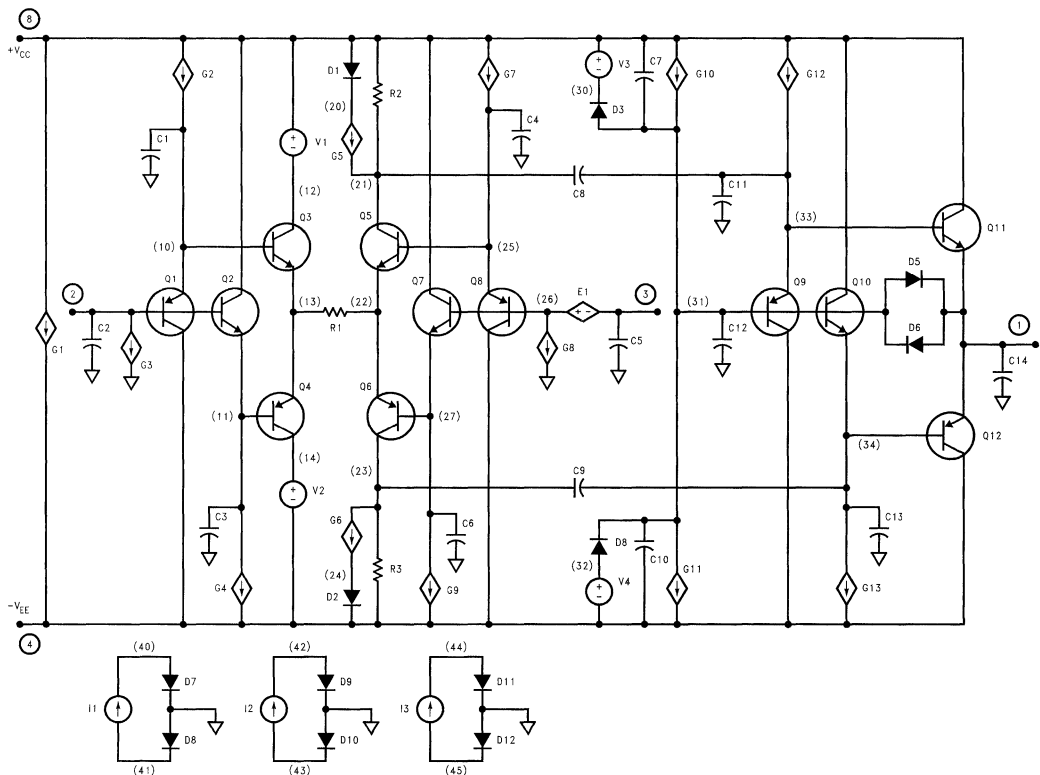 8
+VCC
G2
D1
R2
G7
V3
C7
G10
G12
(30)
D3
(20)
C1
V1
G5
C4
(12)
(21)
C8
C11
Q3
Q5
(33)
Q11
(10)
(25)
Q1
Q2
Q7
Q8
Q9
Q10
D5
2
(13)
(22)
(26)
E1
3
(31)
1
R1
G1
C2
G3
G8
C5
C12
D6
C14
Q4
Q6
(11)
(27)
(34)
Q12
(14)
(23)
V2
C9
C3
G6
C6
D8
C10
C13
(24)
(32)
G4
D2
R3
G9
V4
G11
G13
-VEE
4
(40)
(42)
(44)
D7
D9
D11
I1
I2
I3
D8
D10
D12
(41)
(43)
(45)